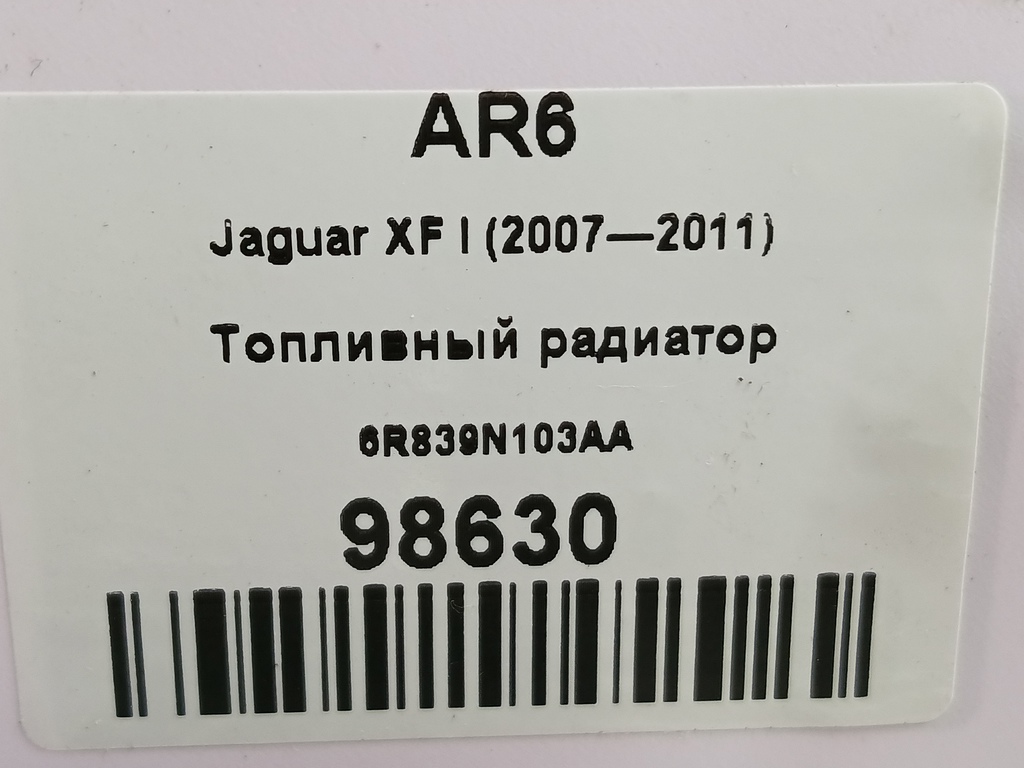 AR6
Jaguar XF I (2007—2011)
Топливный радиатор
6R839N103AA
98630